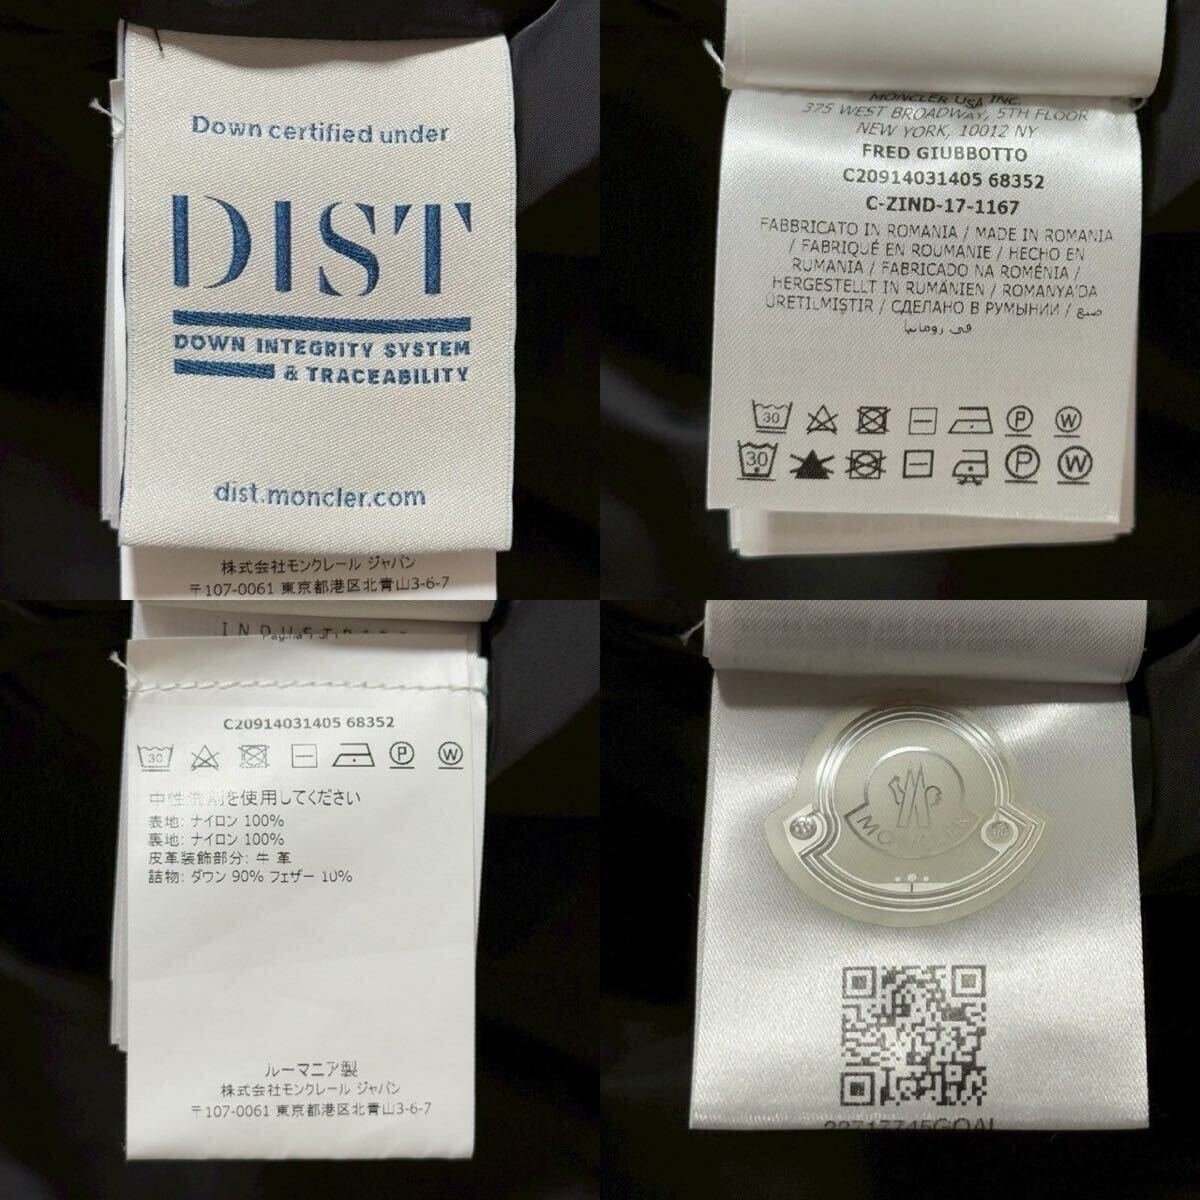 Down certified under
DIST
DOWN INTEGRITY SYSTEM
& TRACEABILITY
dist.moncler.com
株式会社モンクレール ジャパン
〒107-0061 東京都港区北青山3-6-7
MONCLER USA INC.
375 WEST BROADWAY, 5TH FLOOR
NEW YORK, 10012 NY
FRED GIUBBOTTO
C20914031405 68352
C-ZIND-17-1167
FABBRICATO IN ROMANIA / MADE IN ROMANIA
/ FABRIQUÉ EN ROUMANIE / HECHO EN
RUMANIA / FABRICADO NA ROMÉNIA /
HERGESTELLT IN RUMÄNIEN / ROMANYA'DA
ÜRETILMIŞTIR / СДЕЛАНО В РУМЫНИИ / صنع
في رومانيا
30 P W
30 P W
C20914031405 68352
30 P W
中性洗剤を使用してください
表地: ナイロン 100%
裏地: ナイロン 100%
皮革装飾部分: 牛 革
詰物: ダウン 90% フェザー 10%
ルーマニア製
株式会社モンクレール ジャパン
〒107-0061 東京都港区北青山3-6-7
MONCLER